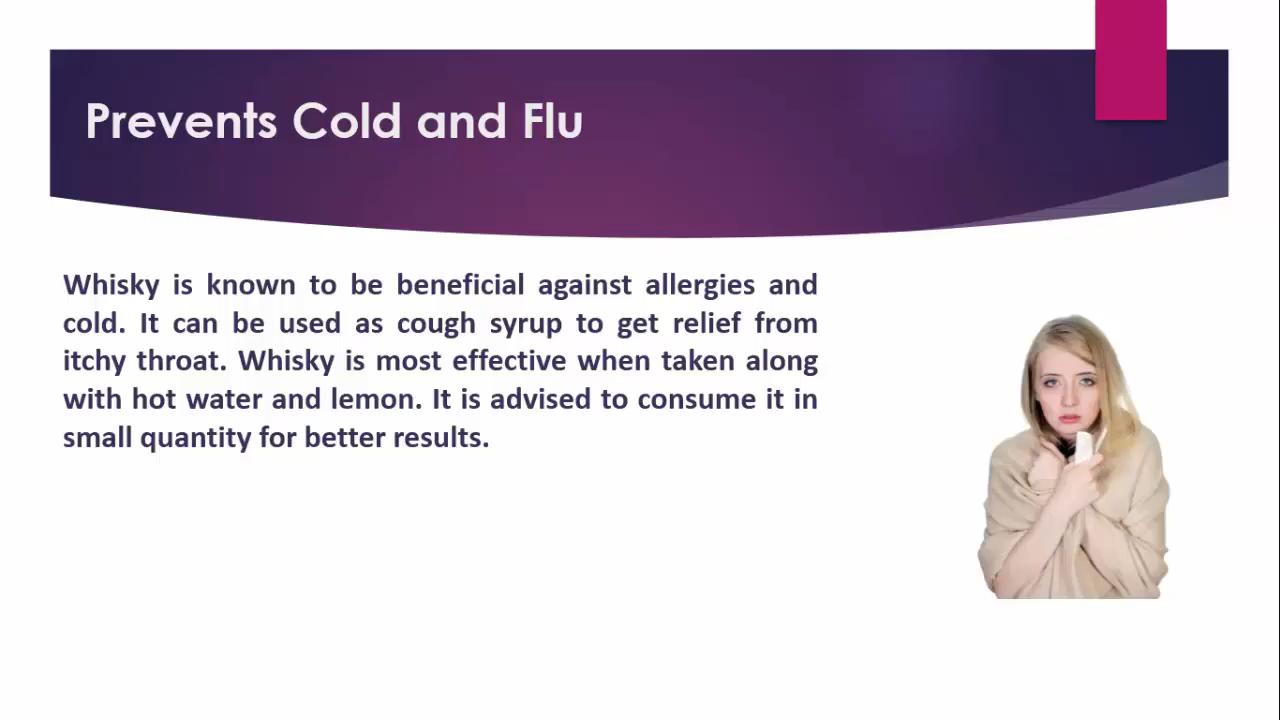 Prevents Cold and Flu
Whisky is known to be beneficial against allergies and
cold. It can be used as cough syrup to get relief from
itchy throat. Whisky is most effective when taken along
with hot water and lemon. It is advised to consume it in
small quantity for better results.